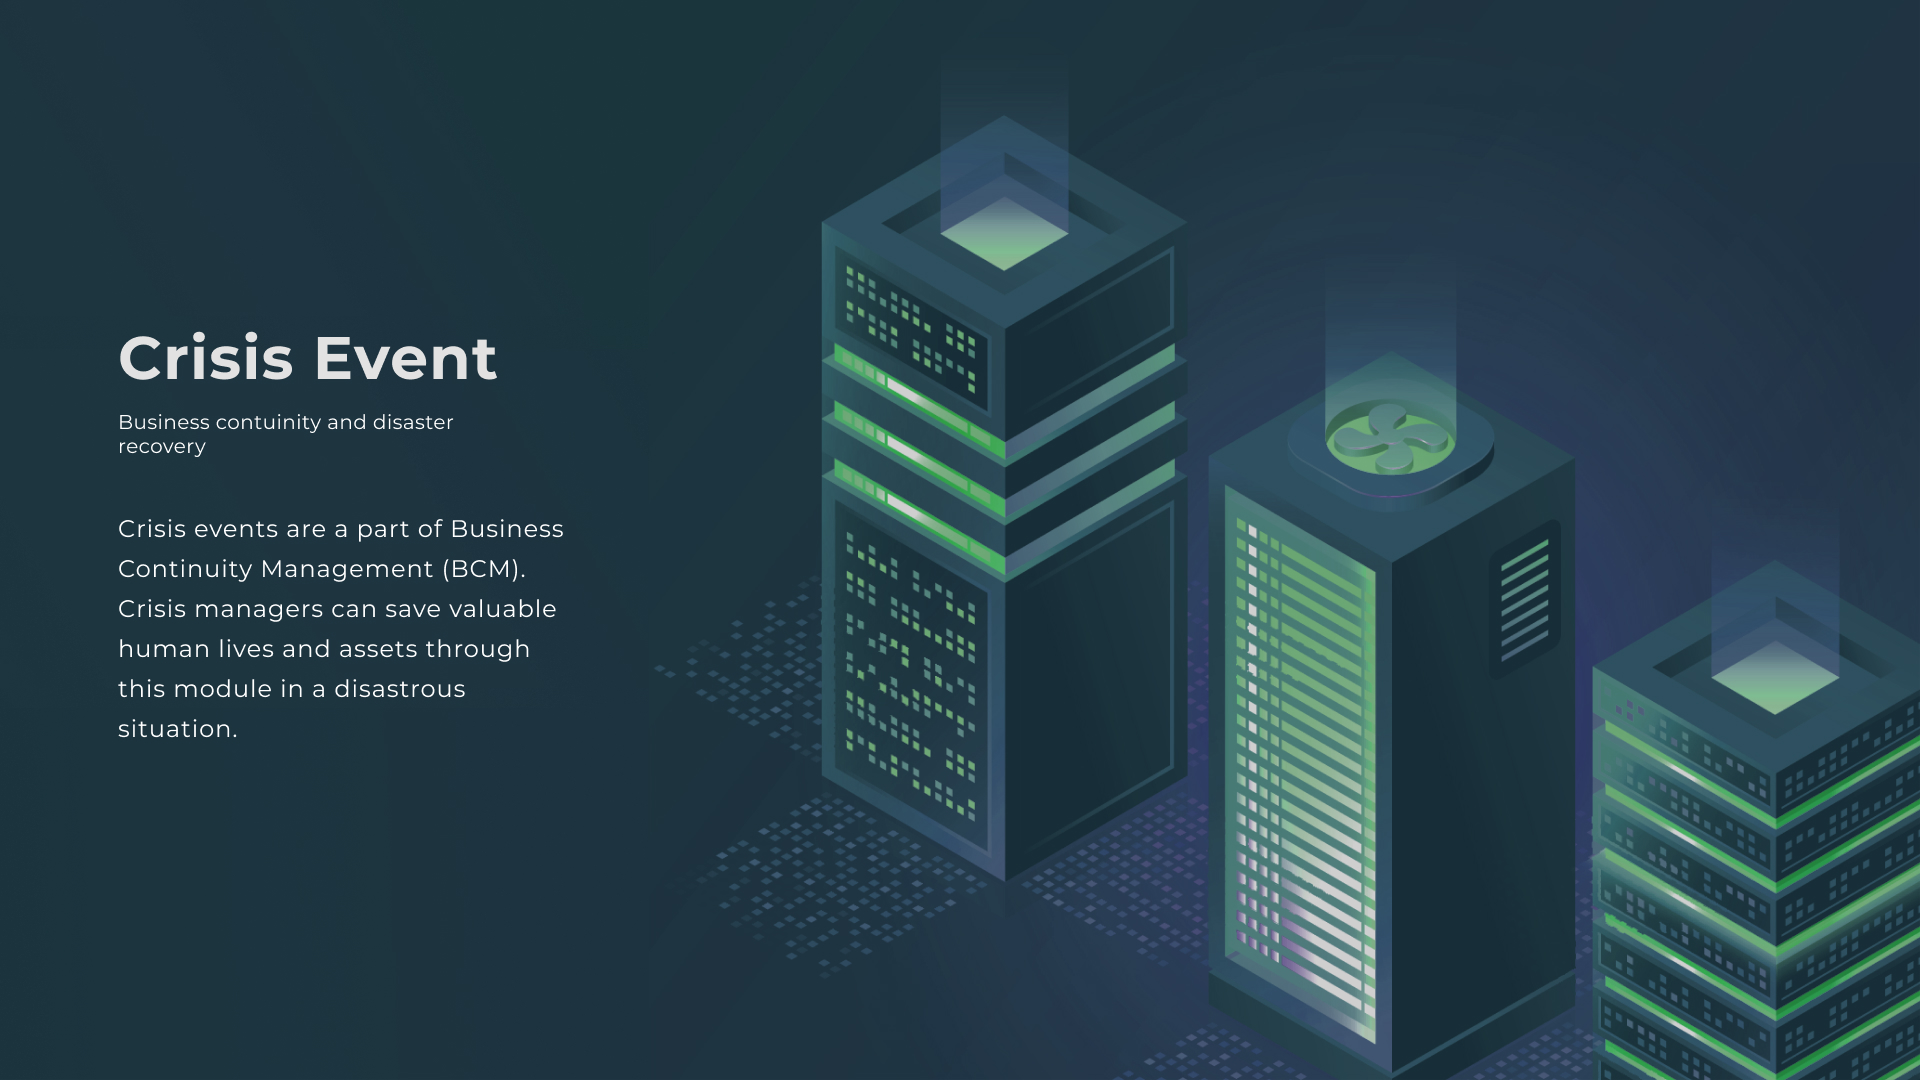 Crisis Event
Business contuinity and disaster
recovery
Crisis events are a part of Business
Continuity Management (BCM).
Crisis managers can save valuable
human lives and assets through
this module in a disastrous
situation.